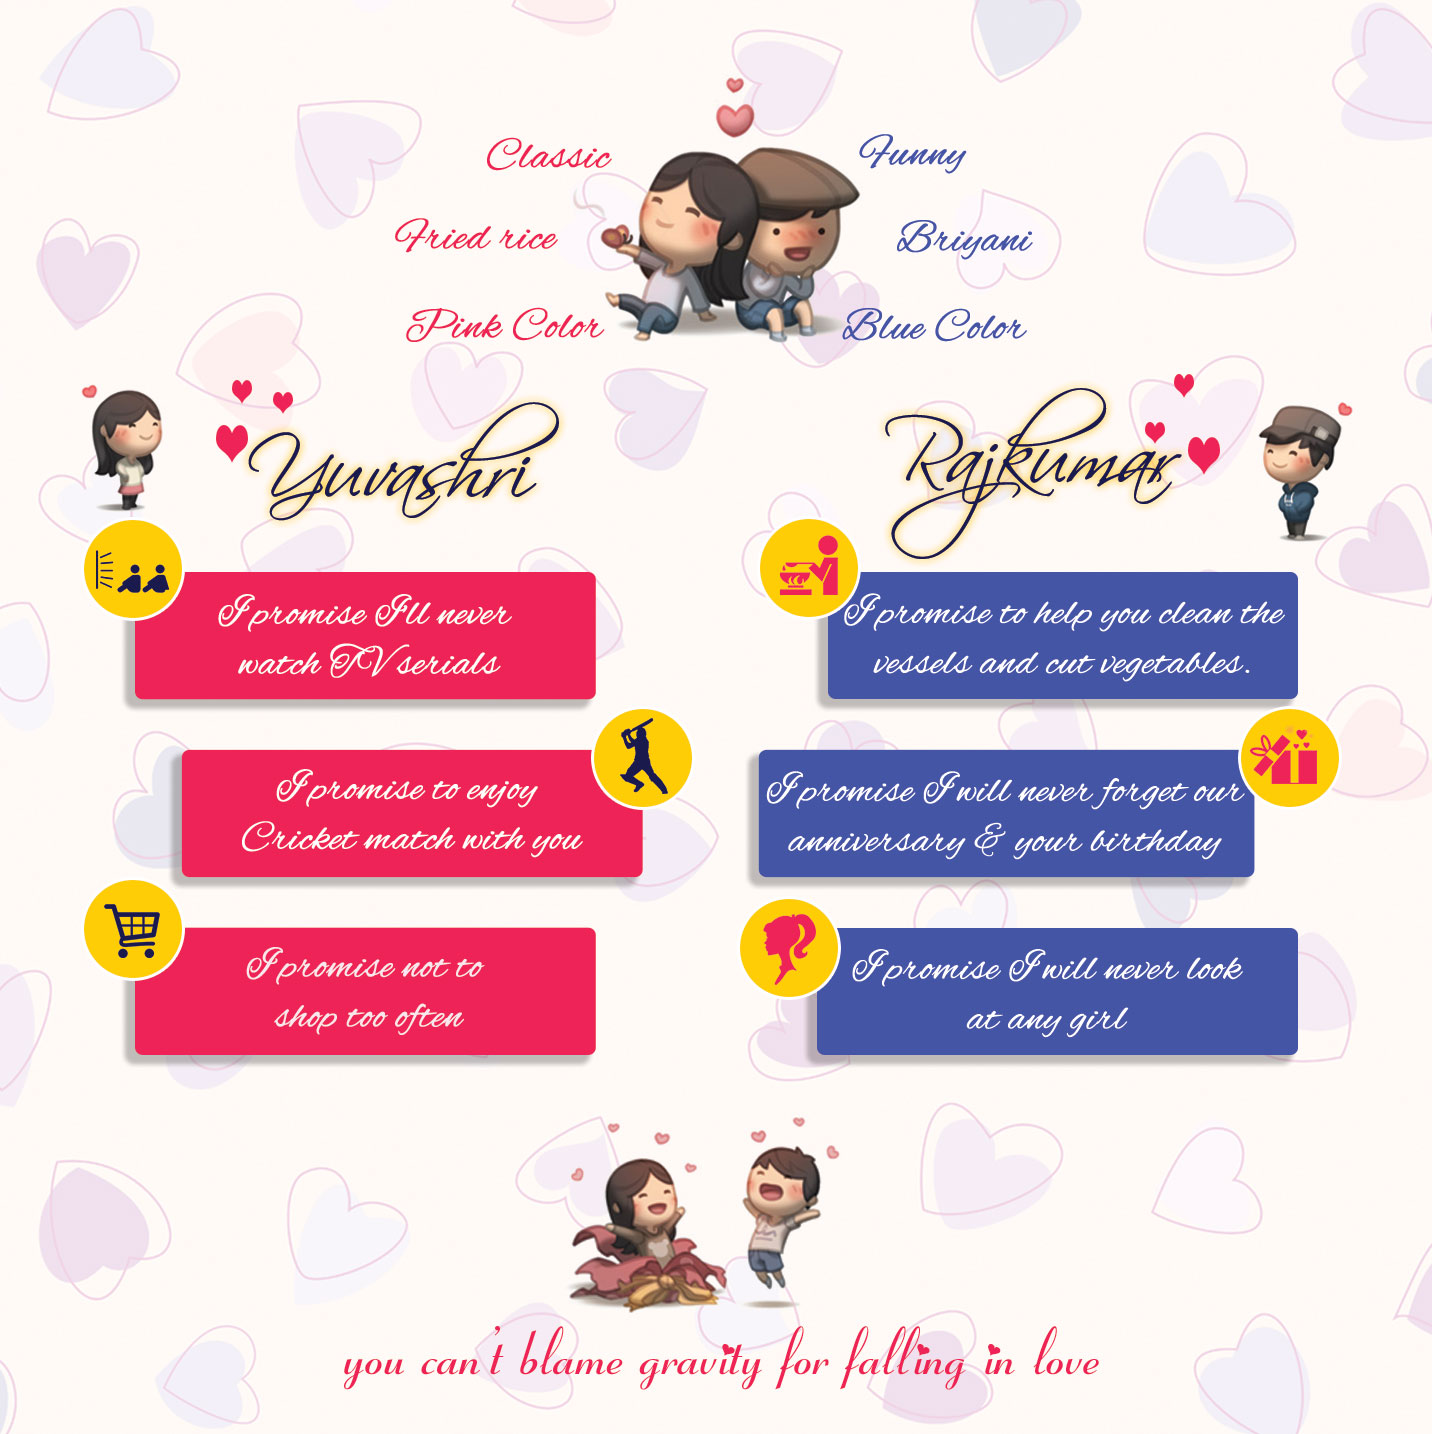 Classic
Funny
Fried rice
Briyani
Pink Color
Blue Color
Yuvashri
Rajkumar
I promise I'll never
watch TV serials
I promise to help you clean the
vessels and cut vegetables.
I promise to enjoy
Cricket match with you
I promise I will never forget our
anniversary & your birthday
I promise not to
shop too often
I promise I will never look
at any girl
you can't blame gravity for falling in love